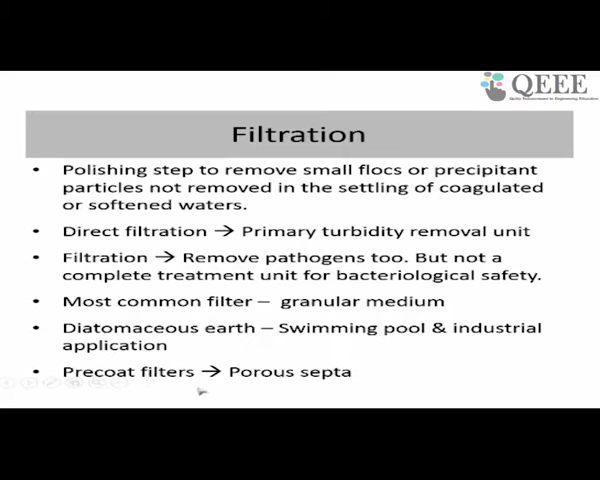 QEEE
Quality Enhancement in Engineering Education
Filtration
• Polishing step to remove small flocs or precipitant
particles not removed in the settling of coagulated
or softened waters.
• Direct filtration → Primary turbidity removal unit
• Filtration → Remove pathogens too. But not a
complete treatment unit for bacteriological safety.
• Most common filter – granular medium
• Diatomaceous earth – Swimming pool & industrial
application
• Precoat filters → Porous septa